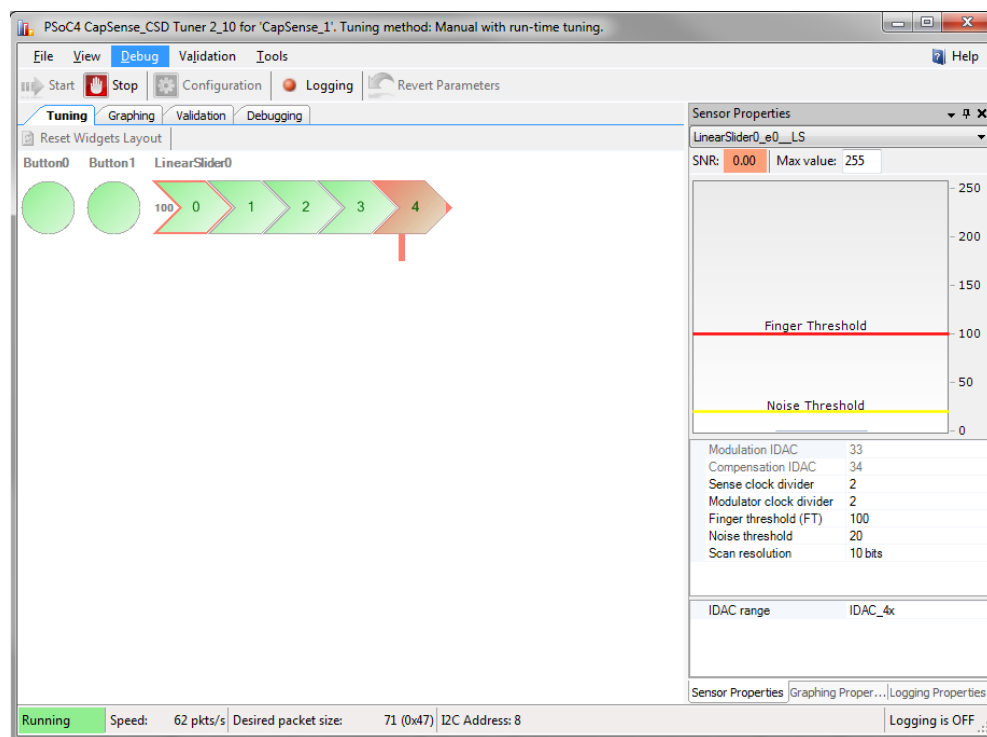 PSoC4 CapSense_CSD Tuner 2_10 for 'CapSense_1'. Tuning method: Manual with run-time tuning.
File View Debug Validation Tools Help
Start Stop Configuration Logging Revert Parameters
Tuning Graphing Validation Debugging
Reset Widgets Layout
Button0 Button1 LinearSlider0
100 0 1 2 3 4
Sensor Properties
LinearSlider0_e0__LS
SNR: 0.00 Max value: 255
250
200
150
Finger Threshold
100
50
Noise Threshold
0
Modulation IDAC 33
Compensation IDAC 34
Sense clock divider 2
Modulator clock divider 2
Finger threshold (FT) 100
Noise threshold 20
Scan resolution 10 bits
IDAC range IDAC_4x
Sensor Properties Graphing Proper... Logging Properties
Running Speed: 62 pkts/s Desired packet size: 71 (0x47) I2C Address: 8 Logging is OFF